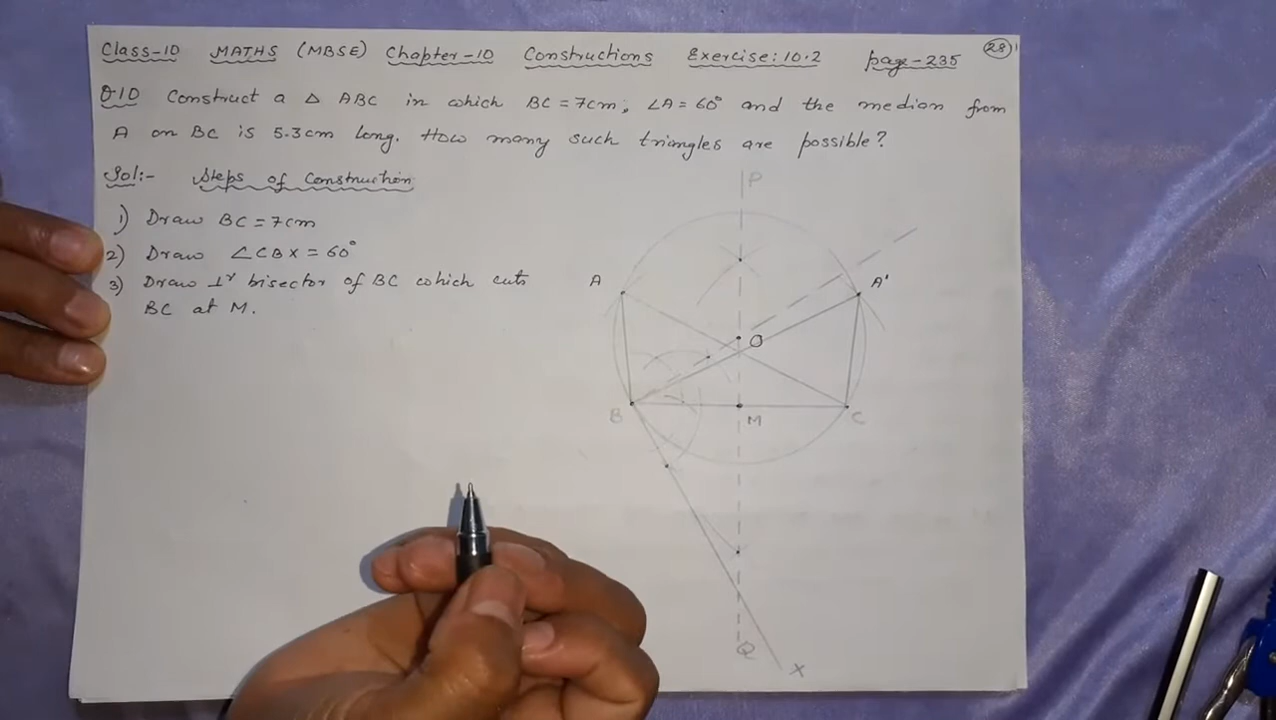 Class-10 MATHS (MBSE) Chapter-10 Constructions Exercise: 10.2 page-235 (28)
Q.10 Construct a Δ ABC in which BC = 7cm, ∠A = 60° and the median from
A on BC is 5.3cm long. How many such triangles are possible?
Sol:- Steps of Construction
1) Draw BC = 7cm
2) Draw ∠CBX = 60°
3) Draw ⊥r bisector of BC which cuts
BC at M.
P
A A'
O
B M C
Q X